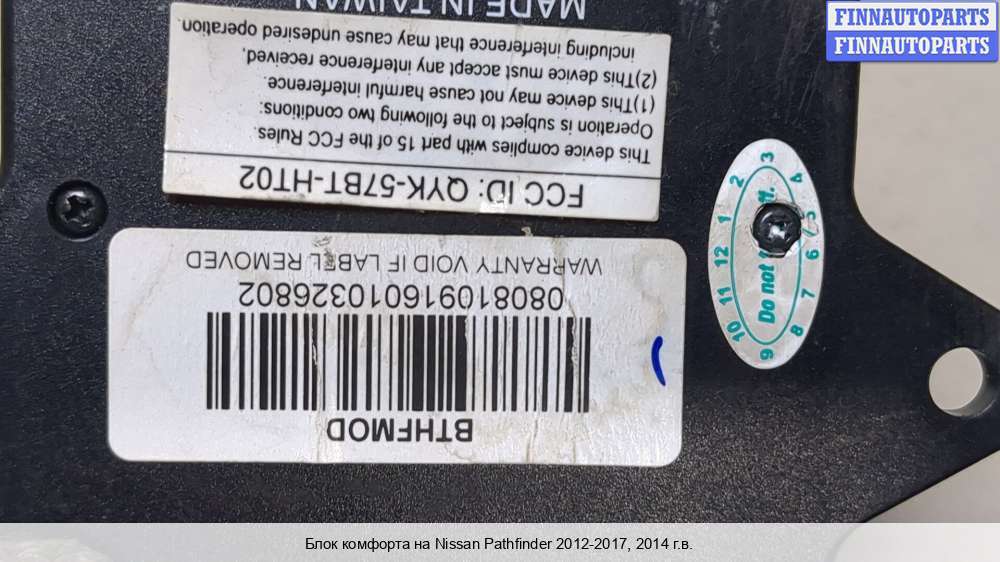 FINNAUTOPARTS
FINNAUTOPARTS
MADE IN TAIWAN
FCC ID: QYK-57BT-HT02
This device complies with part 15 of the FCC Rules.
Operation is subject to the following two conditions:
(1)This device may not cause harmful interference.
(2)This device must accept any interference received,
including interference that may cause undesired operation
BTHFMOD
080810916010326802
WARRANTY VOID IF LABEL REMOVED
1 2 3 4 5 6 7 8 9 10 11 12
Do not
Блок комфорта на Nissan Pathfinder 2012-2017, 2014 г.в.